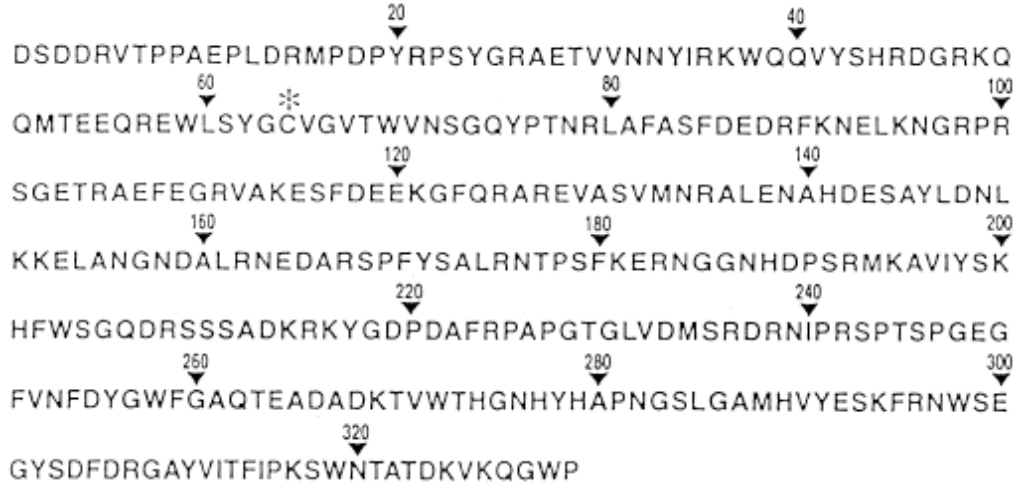 20 40
DSDDRVTPPAEPLDRMPDPYRPSYGRAETVVNNYIRKWQQVYSHRDGRKQ
60 80 100
QMTEEQREWLSYGCVGVTWVNSGQYPTNRLAFASFDEDRFKNELKNGRPR
120 140
SGETRAEFEGRVAKESFDEEKGFQRAREVASVMNRALENAHDESAYLDNL
160 180 200
KKELANGNDALRNEDARSPFYSALRNTPSFKERNGGNHDPSRMKAVIYSK
220 240
HFWSGQDRSSSADKRKYGDPDAFRPAPGTGLVDMSRDRNIPRSPTSPGEG
260 280 300
FVNFDYGWFGAQTEADADKTVWTHGNHYHAPNGSLGAMHVYESKFRNWSE
320
GYSDFDRGAYVITFIPKSWNTATDKVKQGWP